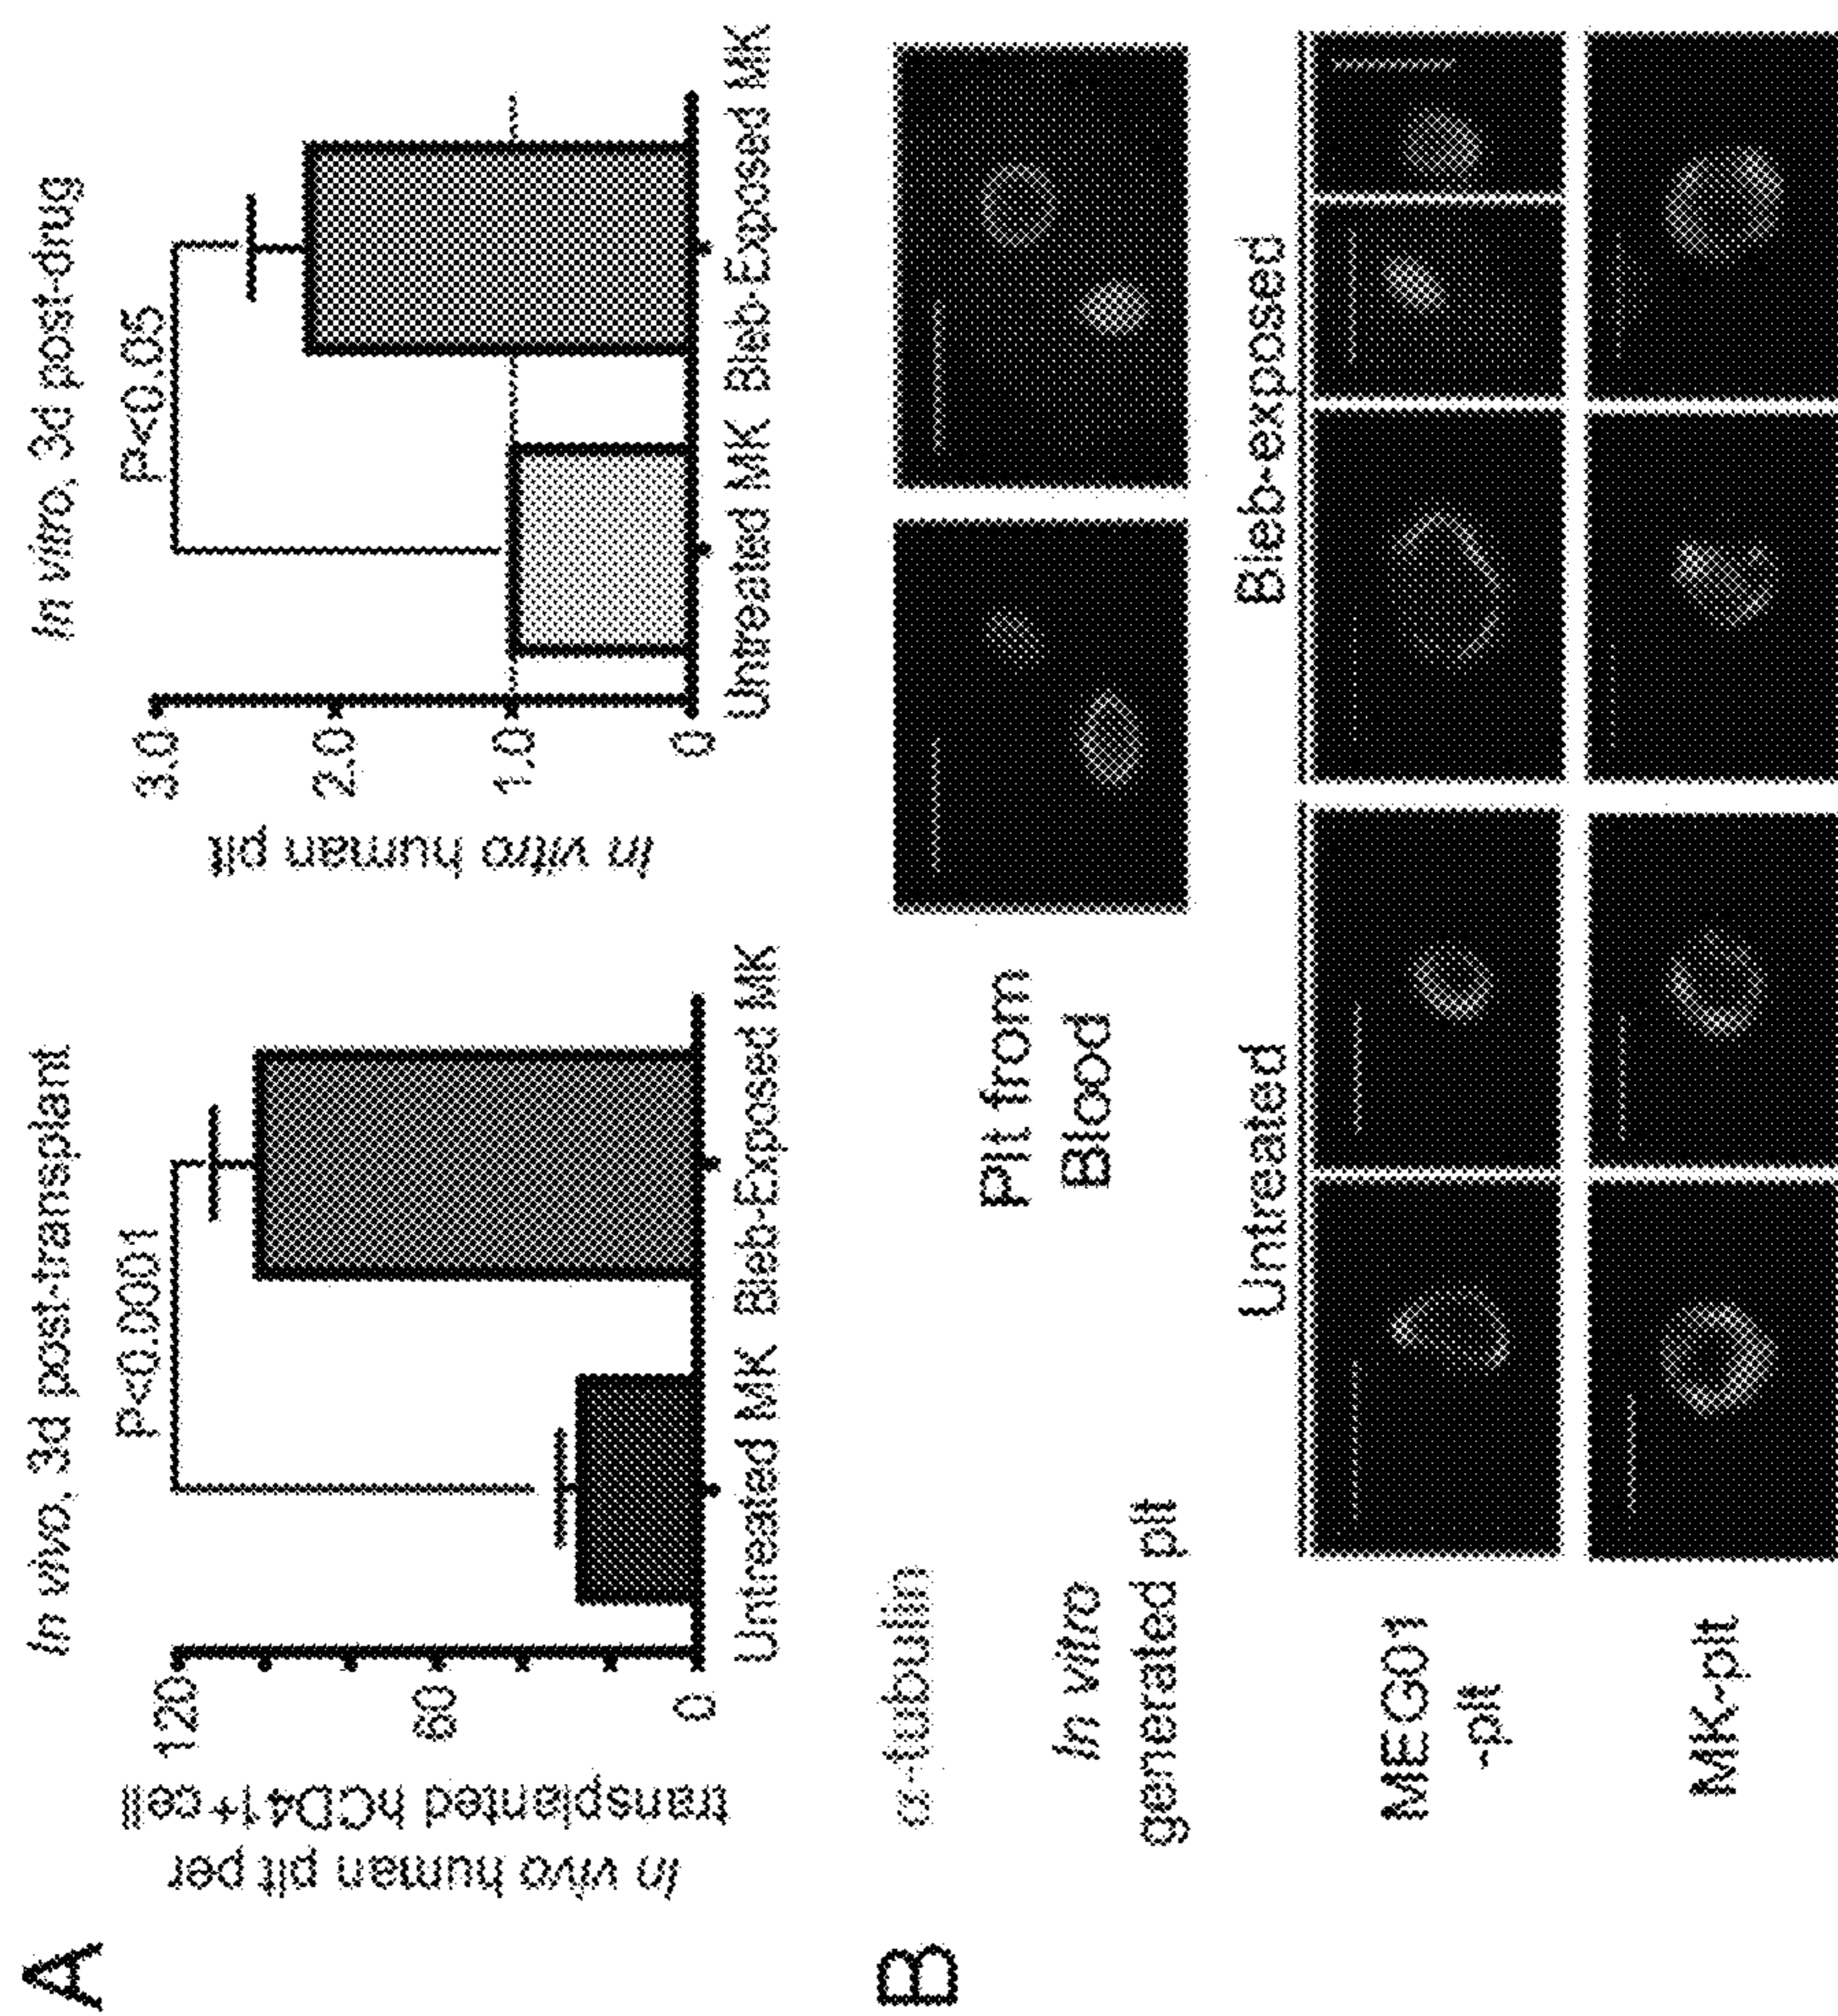 A
In vivo, 3d post-transplant
P<0.0001
120
60
0
In vivo human plt per
transplanted hCD41+cell
Untreated MK Bleb-Exposed MK
In vitro, 3d post-drug
P<0.05
3.0
2.0
1.0
0
In vitro human plt
Untreated MK Bleb-Exposed MK
B
α-tubulin
Plt from
Blood
In vitro
generated plt
Untreated
Bleb-exposed
MEG01
-plt
MK-plt